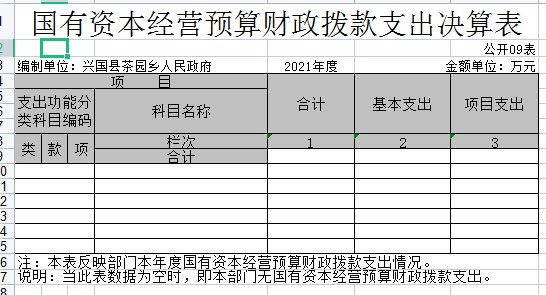 国有资本经营预算财政拨款支出决算表
公开09表
编制单位：兴国县茶园乡人民政府 2021年度 金额单位：万元
项 目
支出功能分类科目编码 科目名称 合计 基本支出 项目支出
类 款 项 栏次 1 2 3
合计
注：本表反映部门本年度国有资本经营预算财政拨款支出情况。
说明：当此表数据为空时，即本部门无国有资本经营预算财政拨款支出。